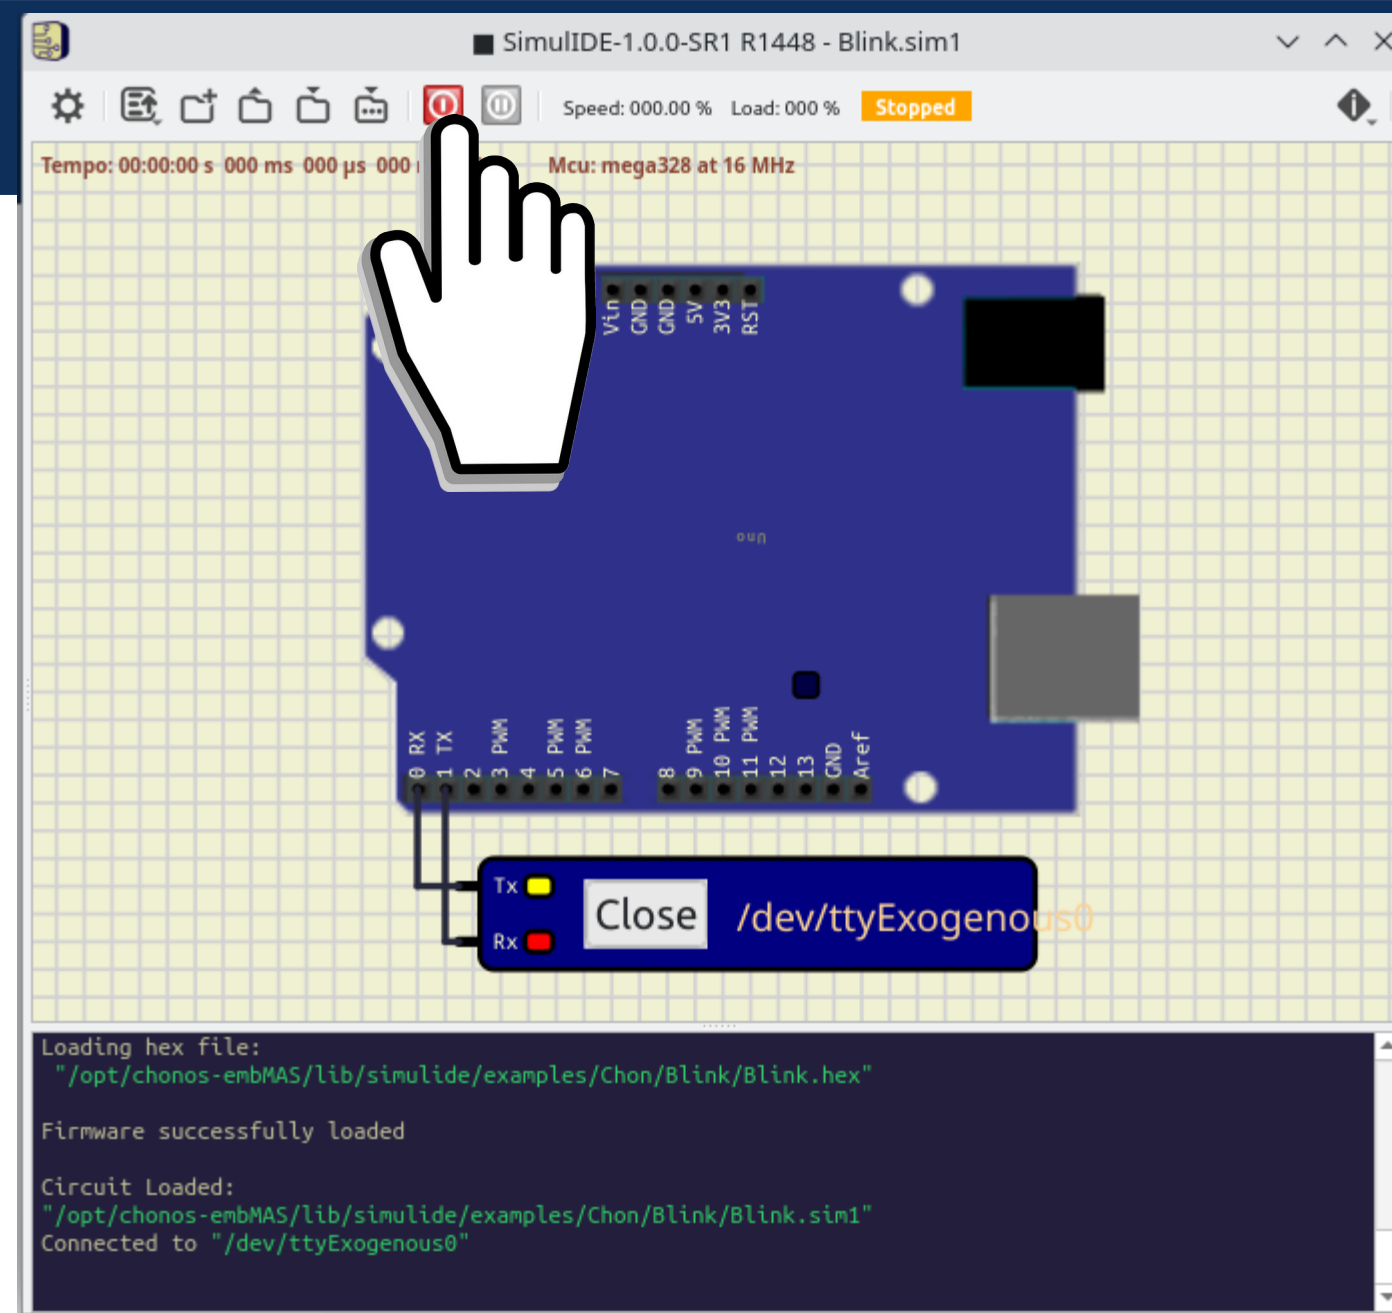 SimulIDE-1.0.0-SR1 R1448 - Blink.sim1
Speed: 000.00 % Load: 000 % Stopped
Tempo: 00:00:00 s 000 ms 000 µs 000 Mcu: mega328 at 16 MHz
Vin GND GND 5V 3V3 RST
Uno
0 RX 1 TX 2 3 PWM 4 5 PWM 6 PWM 7 8 9 PWM 10 PWM 11 PWM 12 13 GND Aref
Tx
Close /dev/ttyExogenous0
Rx
Loading hex file:
"/opt/chonos-embMAS/lib/simulide/examples/Chon/Blink/Blink.hex"
Firmware successfully loaded
Circuit Loaded:
"/opt/chonos-embMAS/lib/simulide/examples/Chon/Blink/Blink.sim1"
Connected to "/dev/ttyExogenous0"